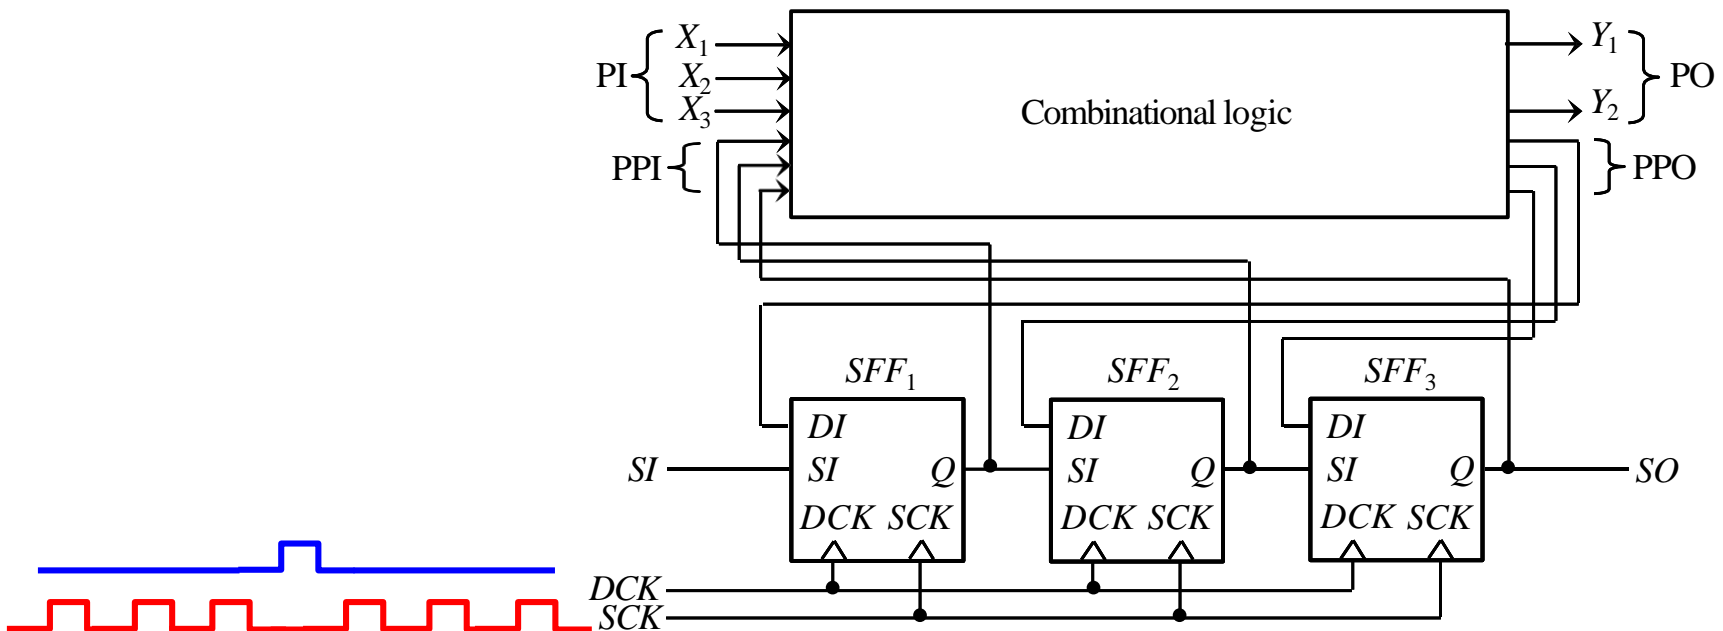 PI
X1
X2
X3
PPI
Combinational logic
Y1
Y2
PO
PPO
SFF1
SFF2
SFF3
DI
SI
Q
DCK SCK
DI
SI
Q
DCK SCK
DI
SI
Q
DCK SCK
SI
SO
DCK
SCK